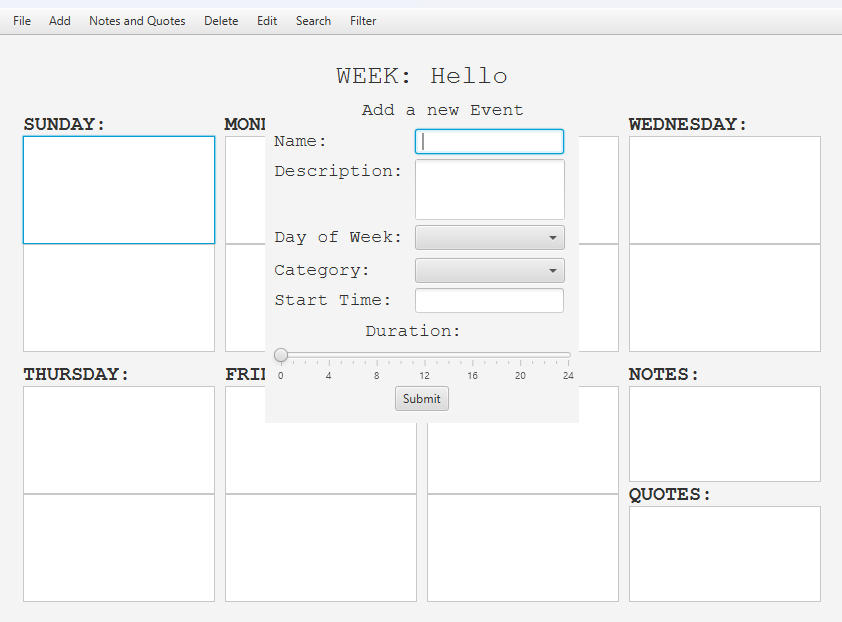 File Add Notes and Quotes Delete Edit Search Filter
WEEK: Hello
Add a new Event
SUNDAY: MON WEDNESDAY:
Name:
Description:
Day of Week:
Category:
Start Time:
Duration:
0 4 8 12 16 20 24
THURSDAY: FRI NOTES:
Submit
QUOTES: